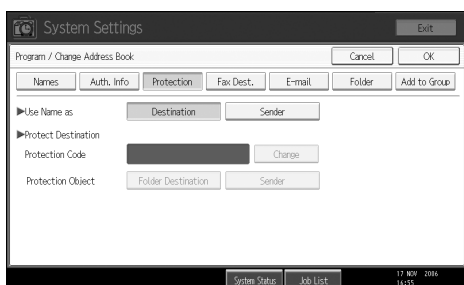 System Settings Exit
Program / Change Address Book Cancel OK
Names Auth. Info Protection Fax Dest. E-mail Folder Add to Group
▶Use Name as Destination Sender
▶Protect Destination
Protection Code Change
Protection Object Folder Destination Sender
System Status Job List 17 NOV 2006
16:55